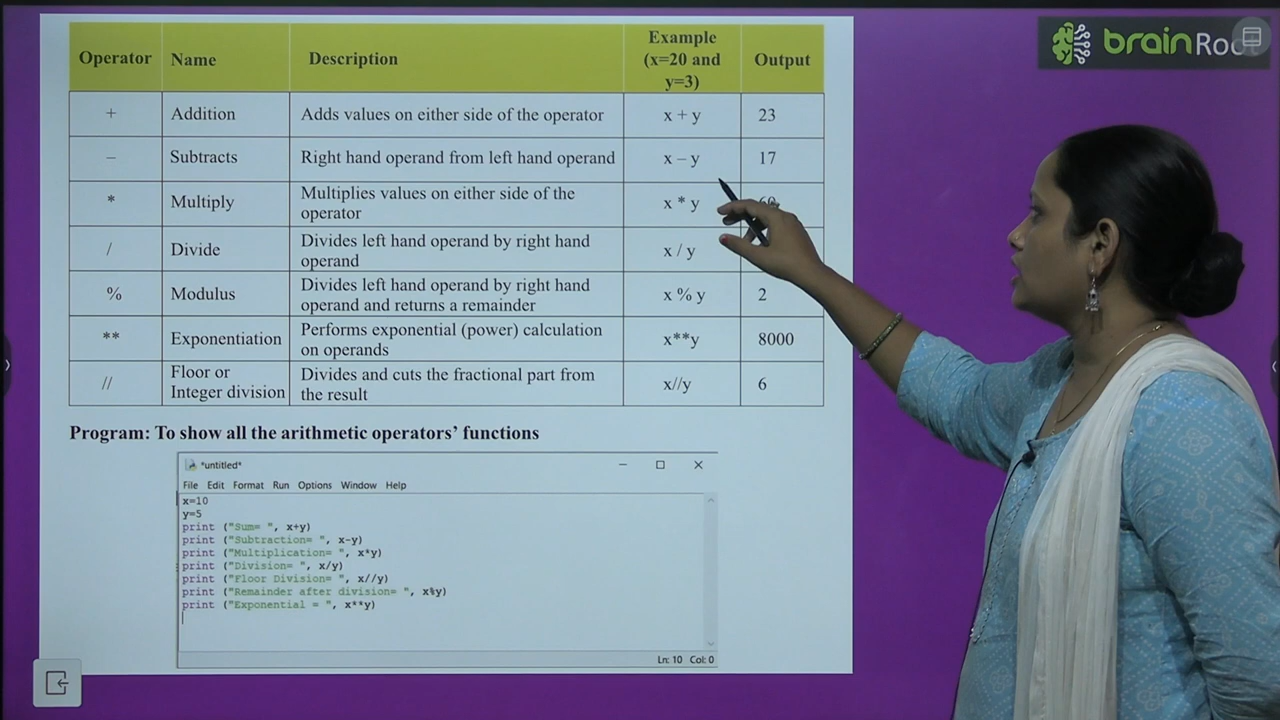 Operator Name Description Example (x=20 and y=3) Output
+ Addition Adds values on either side of the operator x + y 23
– Subtracts Right hand operand from left hand operand x – y 17
* Multiply Multiplies values on either side of the operator x * y
/ Divide Divides left hand operand by right hand operand x / y
% Modulus Divides left hand operand by right hand operand and returns a remainder x % y 2
** Exponentiation Performs exponential (power) calculation on operands x**y 8000
// Floor or Integer division Divides and cuts the fractional part from the result x//y 6
Program: To show all the arithmetic operators’ functions
*untitled*
File Edit Format Run Options Window Help
x=10
y=5
print ("Sum= ", x+y)
print ("Subtraction= ", x-y)
print ("Multiplication= ", x*y)
print ("Division= ", x/y)
print ("Floor Division= ", x//y)
print ("Remainder after division= ", x%y)
print ("Exponential = ", x**y)
Ln: 10 Col: 0
brain